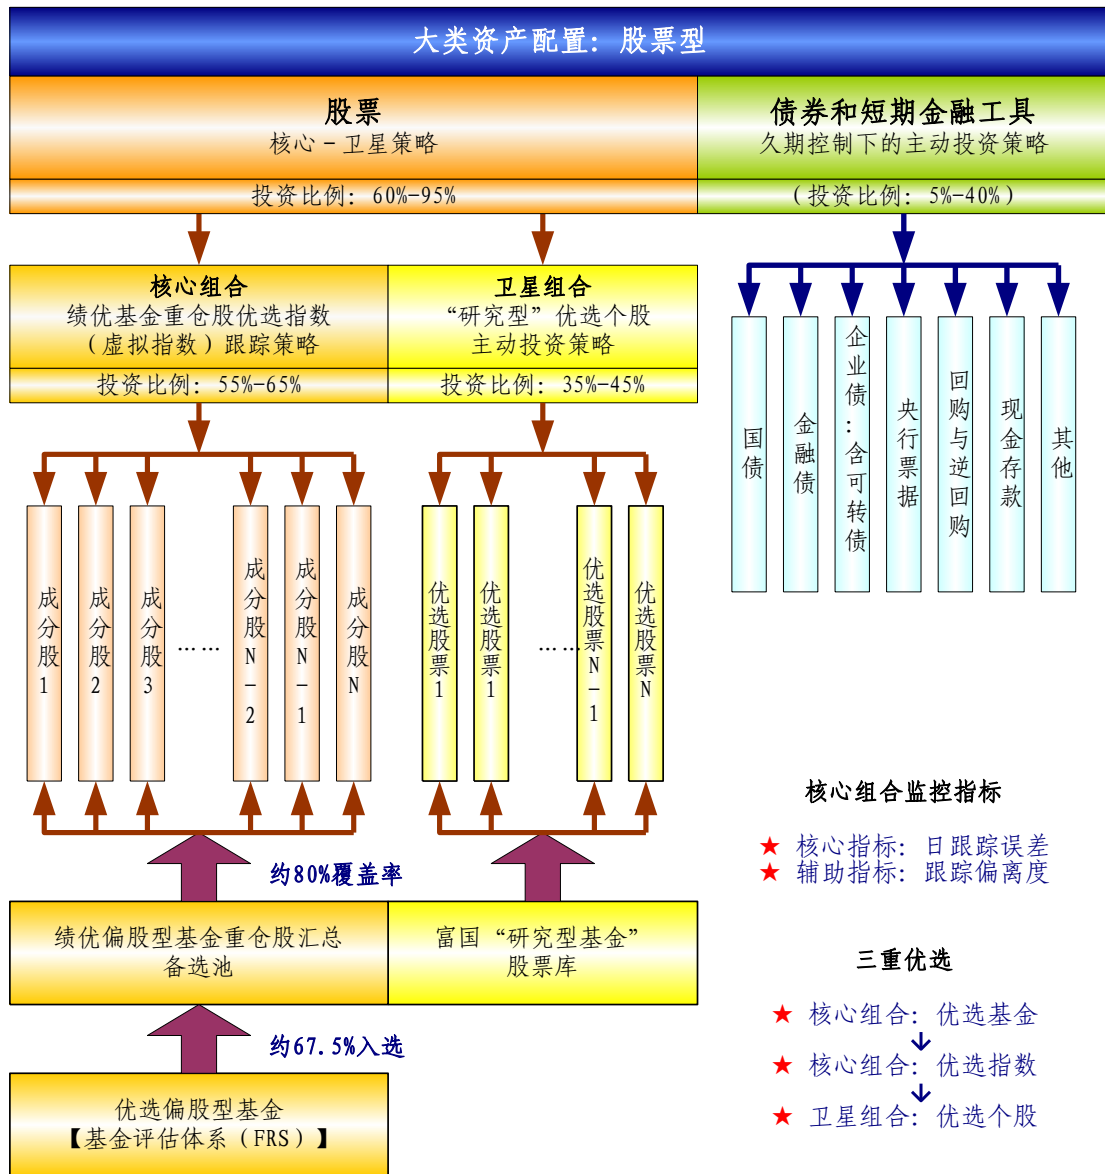 大类资产配置：股票型
股票
核心－卫星策略
投资比例：60%-95%
债券和短期金融工具
久期控制下的主动投资策略
（投资比例：5%-40%）
核心组合
绩优基金重仓股优选指数
（虚拟指数）跟踪策略
投资比例：55%-65%
卫星组合
“研究型”优选个股
主动投资策略
投资比例：35%-45%
国债
金融债
企业债：含可转债
央行票据
回购与逆回购
现金存款
其他
成分股1
成分股2
成分股3
……
成分股N-2
成分股N-1
成分股N
优选股票1
优选股票1
……
优选股票N-1
优选股票N
约80%覆盖率
绩优偏股型基金重仓股汇总
备选池
富国“研究型基金”
股票库
约67.5%入选
优选偏股型基金
【基金评估体系（FRS）】
核心组合监控指标
★ 核心指标：日跟踪误差
★ 辅助指标：跟踪偏离度
三重优选
★ 核心组合：优选基金
★ 核心组合：优选指数
★ 卫星组合：优选个股